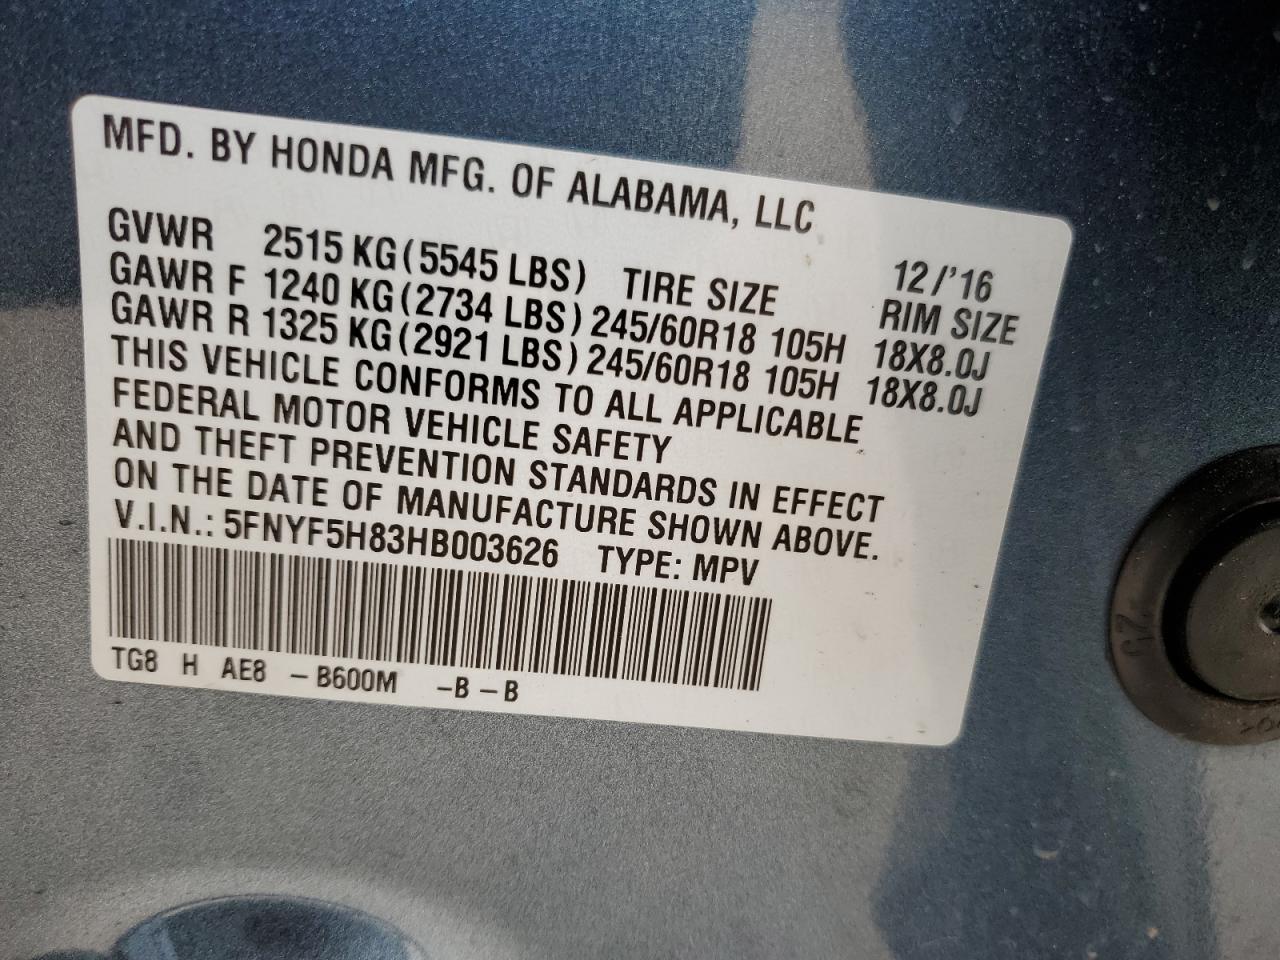 MFD. BY HONDA MFG. OF ALABAMA, LLC
12/'16
GVWR 2515 KG (5545 LBS) TIRE SIZE RIM SIZE
GAWR F 1240 KG (2734 LBS) 245/60R18 105H 18X8.0J
GAWR R 1325 KG (2921 LBS) 245/60R18 105H 18X8.0J
THIS VEHICLE CONFORMS TO ALL APPLICABLE
FEDERAL MOTOR VEHICLE SAFETY
AND THEFT PREVENTION STANDARDS IN EFFECT
ON THE DATE OF MANUFACTURE SHOWN ABOVE.
V.I.N.: 5FNYF5H83HB003626 TYPE: MPV
TG8 H AE8 - B600M -B - B